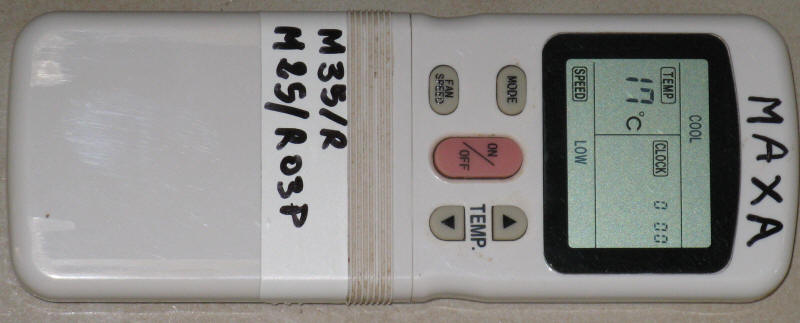 MAXA
COOL
TEMP
CLOCK
17°C
0 00
SPEED
LOW
MODE
FAN
SPEED
ON/OFF
TEMP.
M35/R
M25/R03P